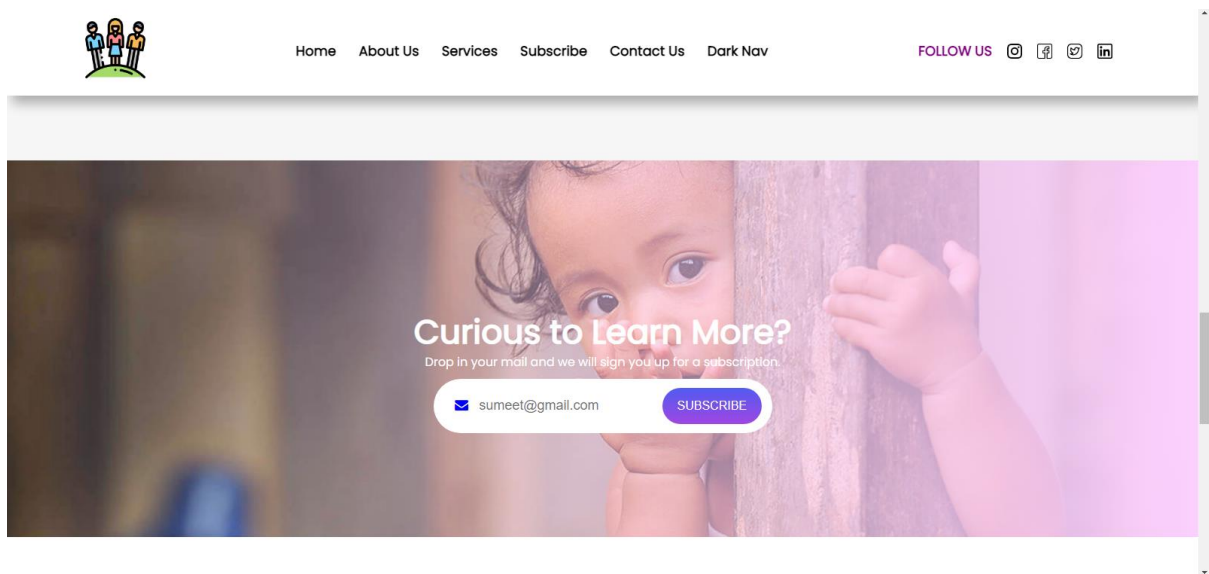 Home About Us Services Subscribe Contact Us Dark Nav FOLLOW US
Curious to Learn More?
Drop in your mail and we will sign you up for a subscription.
sumeet@gmail.com SUBSCRIBE